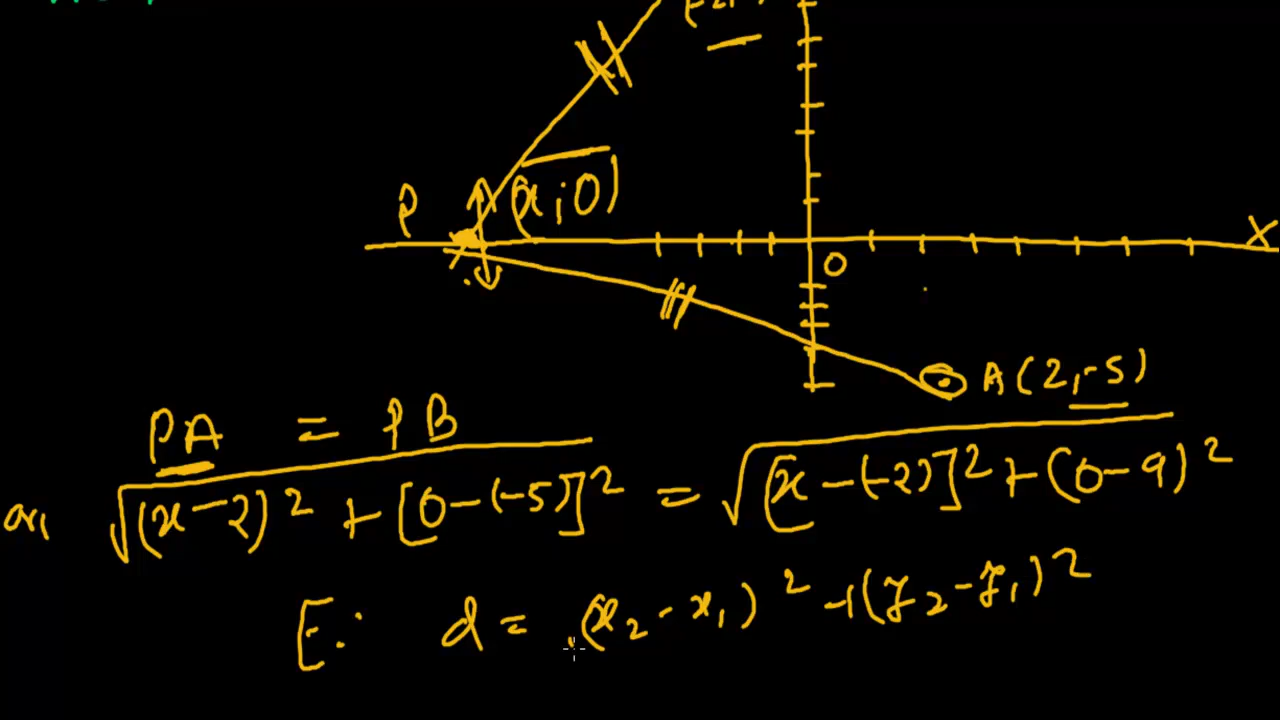 P (x, 0)
X
O
A (2, -5)
PA = PB
or, √(x-2)² + [0-(-5)]² = √[x-(-2)]² + (0-9)²
[∵ d = (x₂ - x₁)² + (y₂ - y₁)²